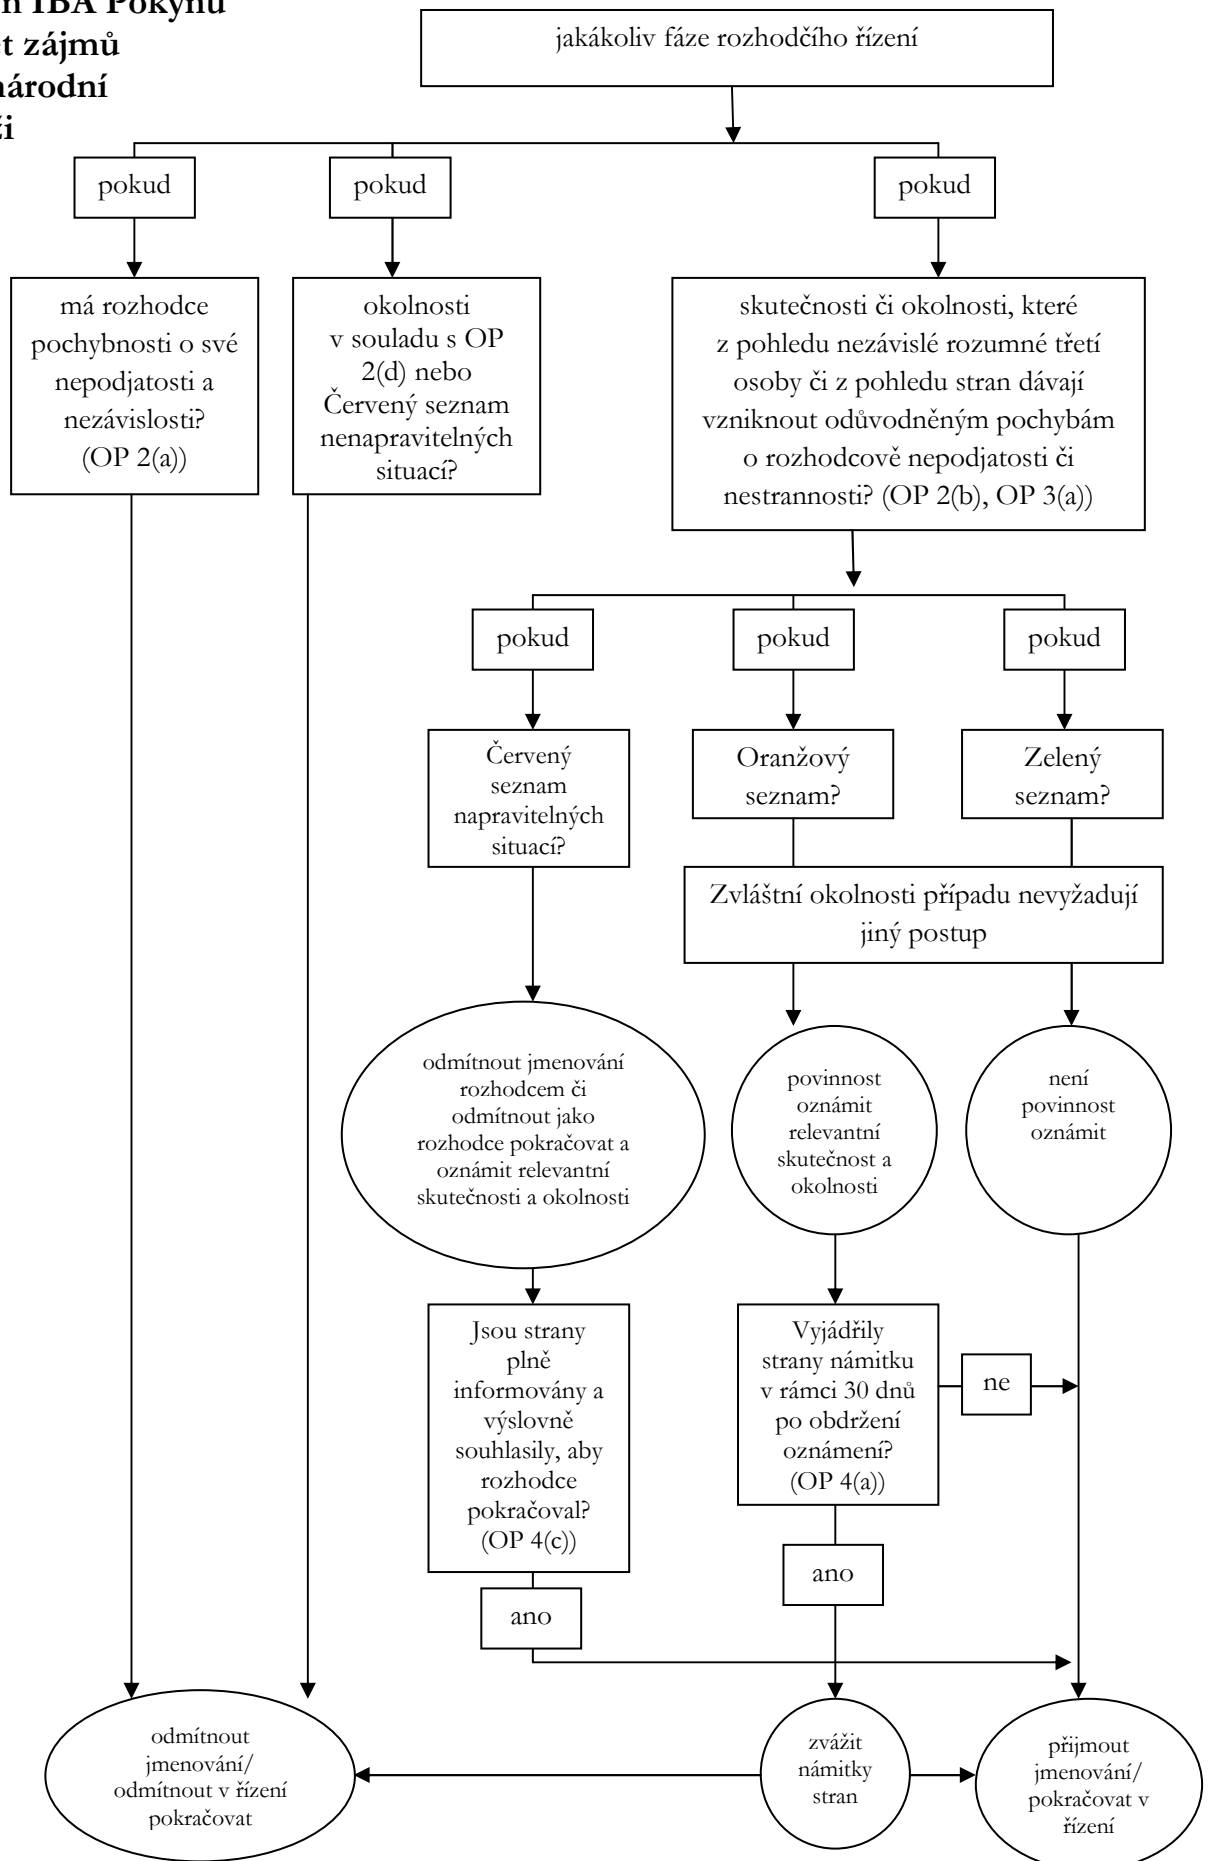 IBA Pokynů
zájmů
jakákoliv fáze rozhodčího řízení
pokud
pokud
pokud
má rozhodce
pochybnosti o své
nepodjatosti a
nezávislosti?
(OP 2(a))
okolnosti
v souladu s OP
2(d) nebo
Červený seznam
nenapravitelných
situací?
skutečnosti či okolnosti, které
z pohledu nezávislé rozumné třetí
osoby či z pohledu stran dávají
vzniknout odůvodněným pochybám
o rozhodcově nepodjatosti či
nestrannosti? (OP 2(b), OP 3(a))
pokud
pokud
pokud
Červený
seznam
napravitelných
situací?
Oranžový
seznam?
Zelený
seznam?
Zvláštní okolnosti případu nevyžadují
jiný postup
odmítnout jmenování
rozhodcem či
odmítnout jako
rozhodce pokračovat a
oznámit relevantní
skutečnosti a okolnosti
povinnost
oznámit
relevantní
skutečnost a
okolnosti
není
povinnost
oznámit
Jsou strany
plně
informovány a
výslovně
souhlasily, aby
rozhodce
pokračoval?
(OP 4(c))
Vyjádřily
strany námitku
v rámci 30 dnů
po obdržení
oznámení?
(OP 4(a))
ne
ano
ano
odmítnout
jmenování/
odmítnout v řízení
pokračovat
zvážit
námitky
stran
přijmout
jmenování/
pokračovat v
řízení